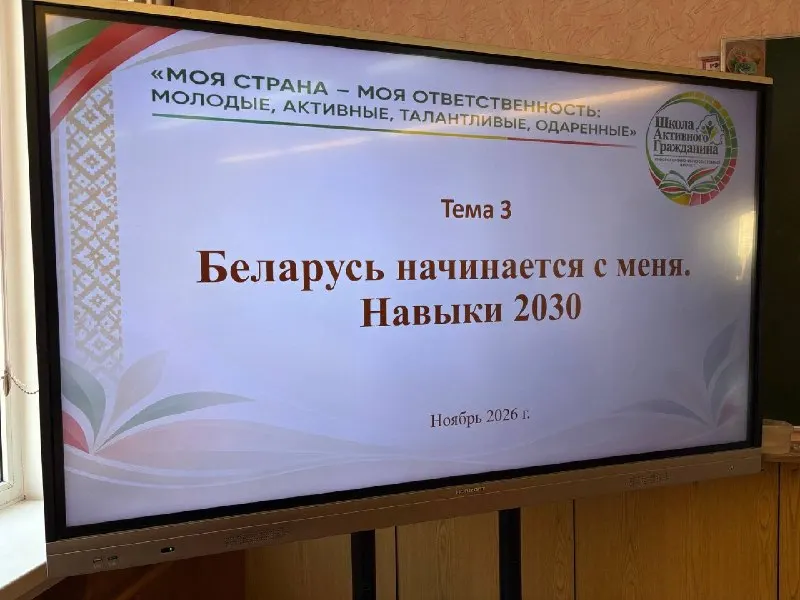 «МОЯ СТРАНА – МОЯ ОТВЕТСТВЕННОСТЬ:
МОЛОДЫЕ, АКТИВНЫЕ, ТАЛАНТЛИВЫЕ, ОДАРЕННЫЕ»
Школа
Активного
Гражданина
Тема 3
Беларусь начинается с меня.
Навыки 2030
Ноябрь 2026 г.